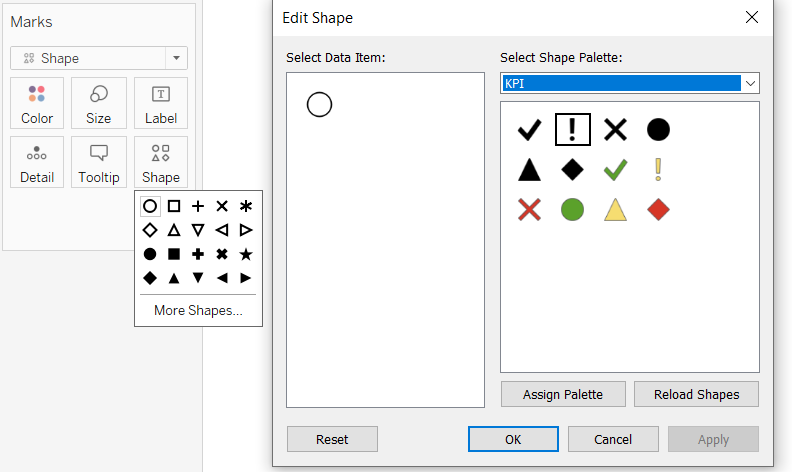 Marks
Shape
Color
Size
T
Label
Detail
Tooltip
Shape
More Shapes...
Edit Shape
Select Data Item:
Select Shape Palette:
KPI
Assign Palette
Reload Shapes
Reset
OK
Cancel
Apply